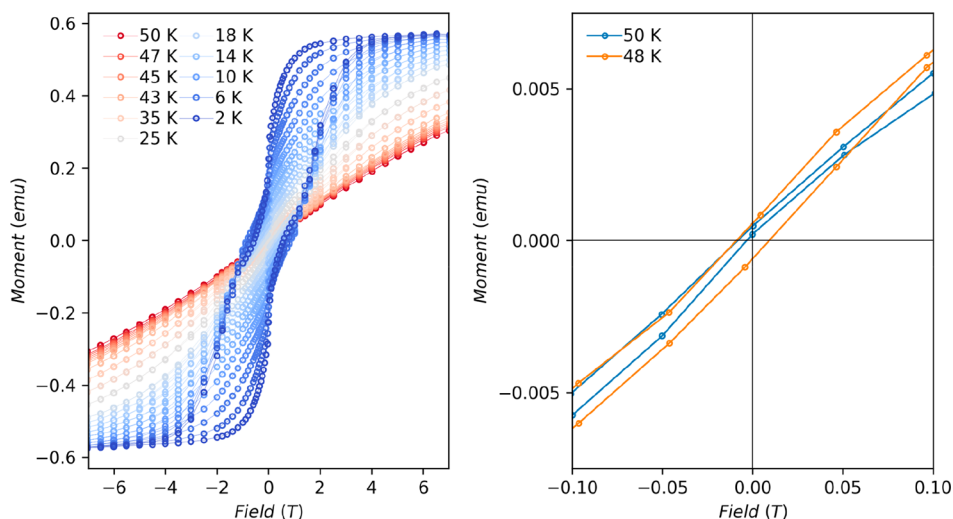 0.6
0.4
0.2
0.0
−0.2
−0.4
−0.6
Moment (emu)
50 K
47 K
45 K
43 K
35 K
25 K
18 K
14 K
10 K
6 K
2 K
−6 −4 −2 0 2 4 6
Field (T)
0.005
0.000
−0.005
Moment (emu)
50 K
48 K
−0.10 −0.05 0.00 0.05 0.10
Field (T)